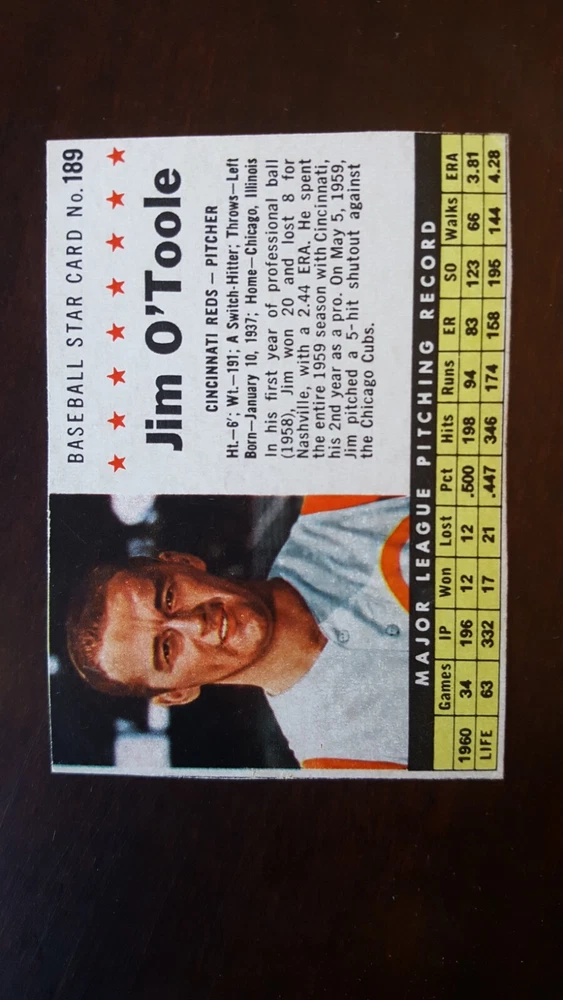 BASEBALL STAR CARD No. 189
Jim O'Toole
CINCINNATI REDS — PITCHER
Ht.—6'; Wt.—191; A Switch-Hitter; Throws—Left
Born—January 10, 1937; Home—Chicago, Illinois
In his first year of professional ball
(1958), Jim won 20 and lost 8 for
Nashville, with a 2.44 ERA. He spent
the entire 1959 season with Cincinnati,
his 2nd year as a pro. On May 5, 1959,
Jim pitched a 5-hit shutout against
the Chicago Cubs.
MAJOR LEAGUE PITCHING RECORD
Games IP Won Lost Pct Hits Runs ER SO Walks ERA
1960 34 196 12 12 .500 198 94 83 123 66 3.81
LIFE 63 332 17 21 .447 346 174 158 195 144 4.28